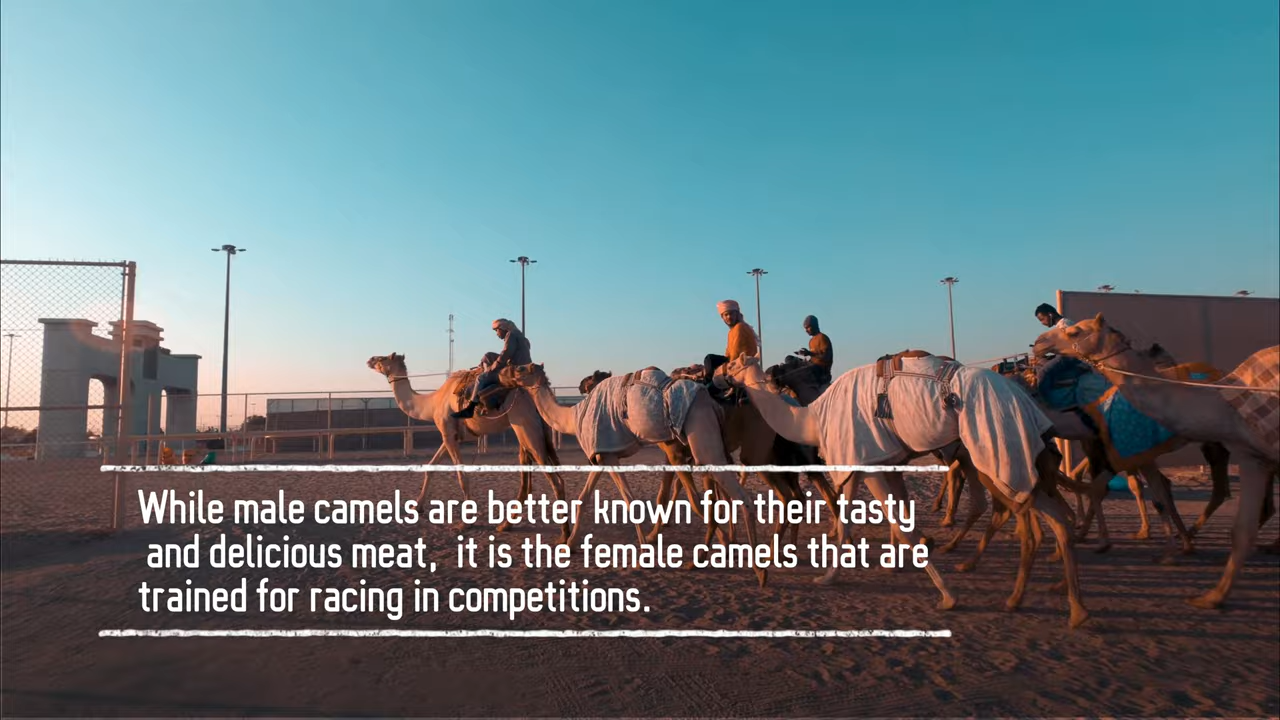 While male camels are better known for their tasty
and delicious meat, it is the female camels that are
trained for racing in competitions.